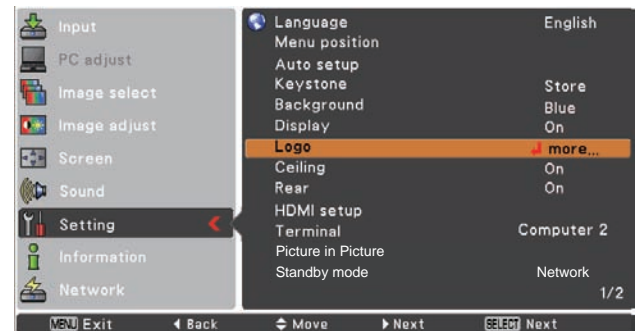 Input
PC adjust
Image select
Image adjust
Screen
Sound
Setting
Information
Network
Language English
Menu position
Auto setup
Keystone Store
Background Blue
Display On
Logo more...
Ceiling On
Rear On
HDMI setup
Terminal Computer 2
Picture in Picture
Standby mode Network
1/2
MENU Exit Back Move Next SELECT Next